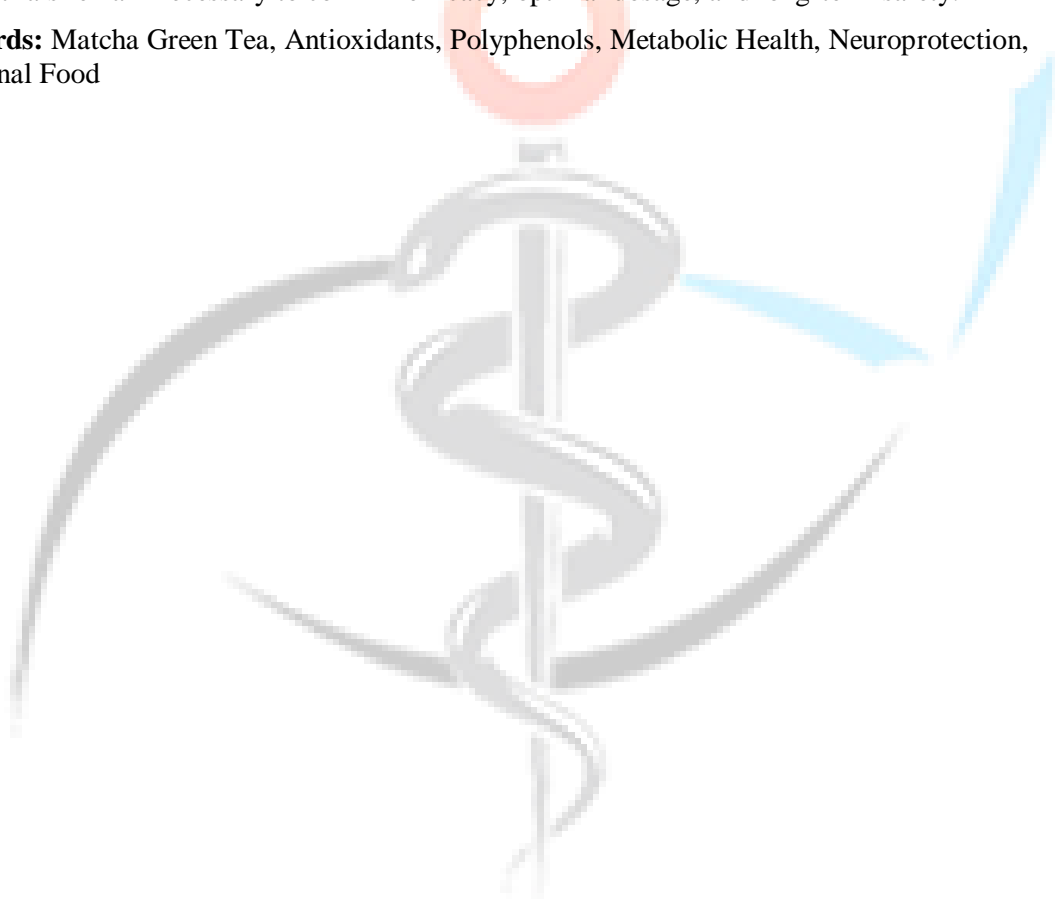 rds: Matcha Green Tea, Antioxidants, Polyphenols, Metabolic Health, Neuroprotection,
nal Food